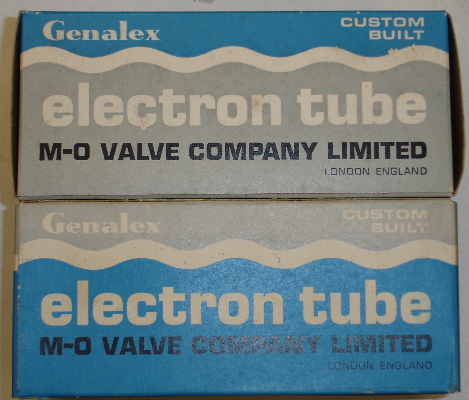 Genalex
CUSTOM
BUILT
electron tube
M-O VALVE COMPANY LIMITED
LONDON ENGLAND
Genalex
CUSTOM
BUILT
electron tube
M-O VALVE COMPANY LIMITED
LONDON ENGLAND